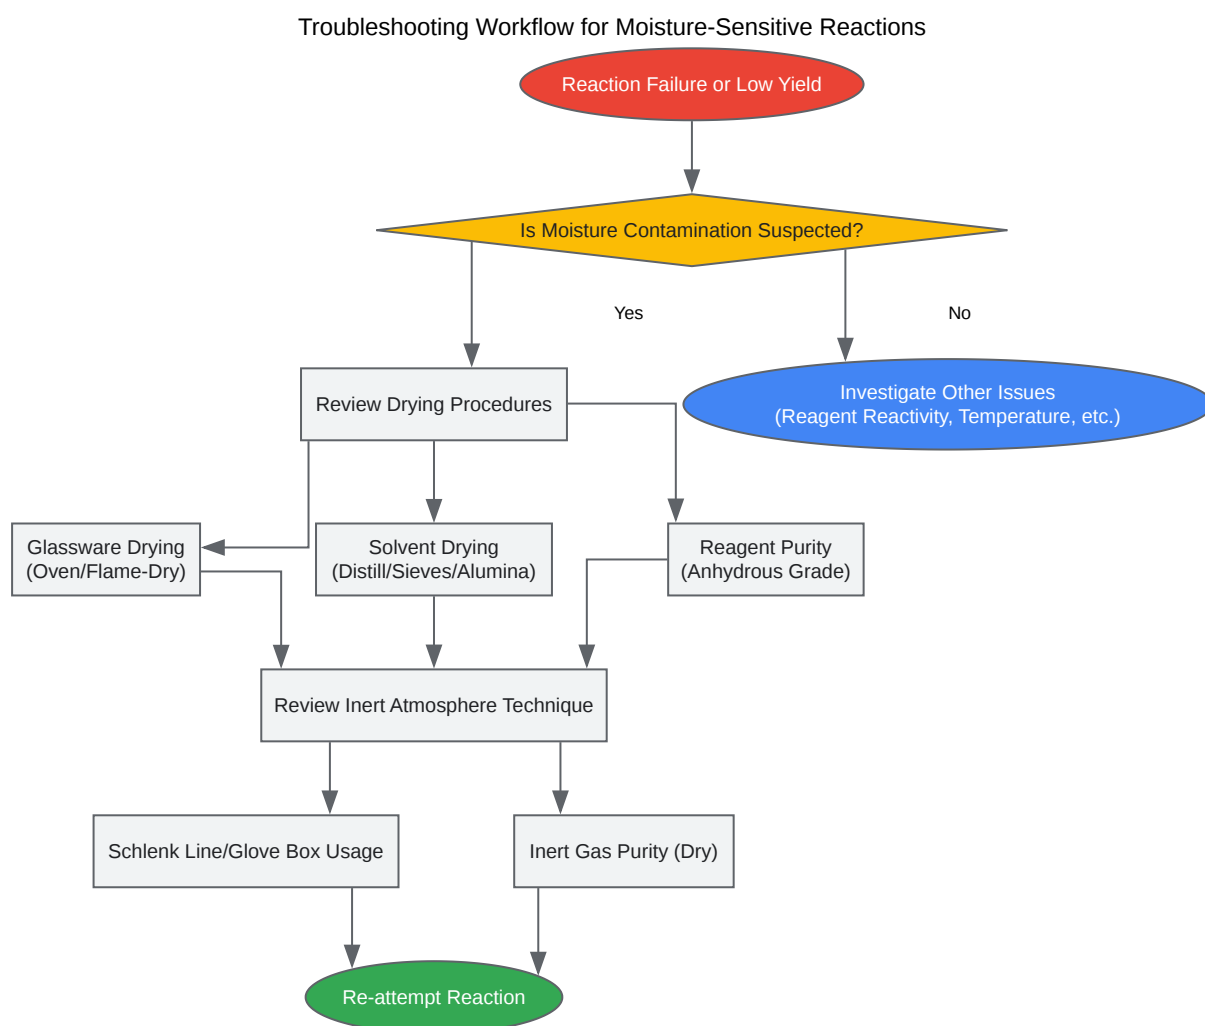 Troubleshooting Workflow for Moisture-Sensitive Reactions
Reaction Failure or Low Yield
Is Moisture Contamination Suspected?
Yes
No
Review Drying Procedures
Investigate Other Issues
(Reagent Reactivity, Temperature, etc.)
Glassware Drying
(Oven/Flame-Dry)
Solvent Drying
(Distill/Sieves/Alumina)
Reagent Purity
(Anhydrous Grade)
Review Inert Atmosphere Technique
Schlenk Line/Glove Box Usage
Inert Gas Purity (Dry)
Re-attempt Reaction